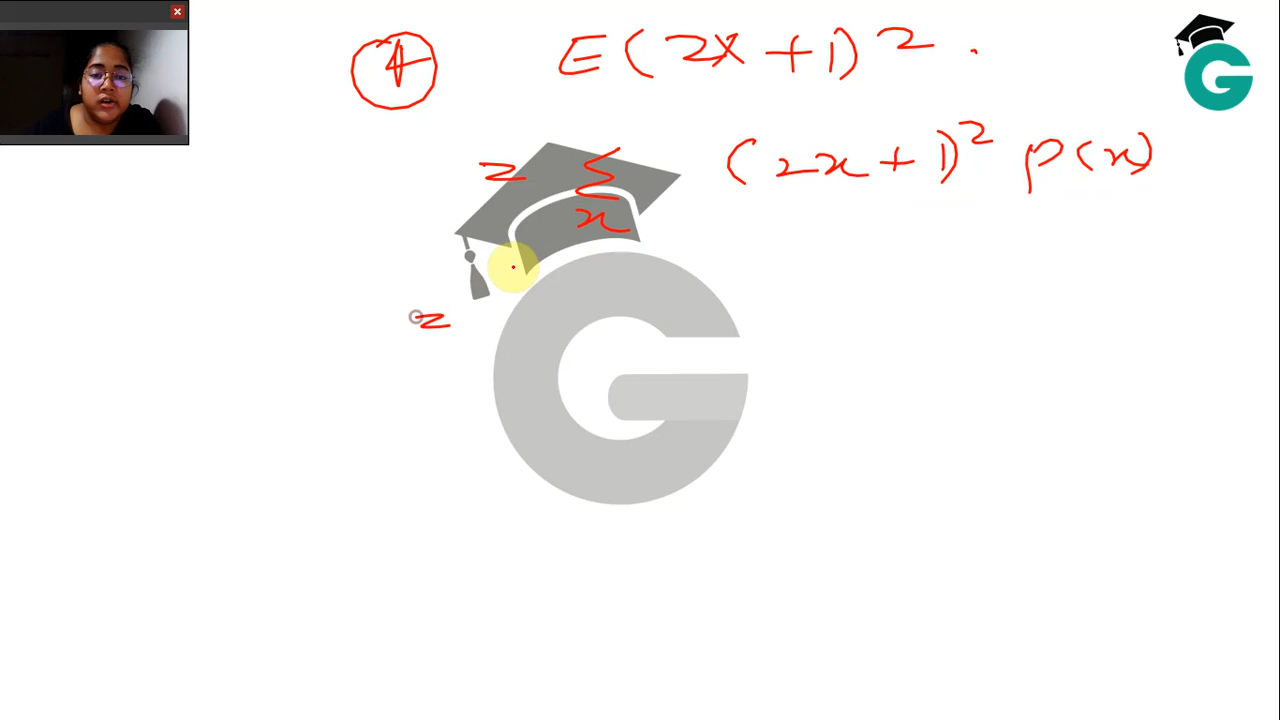 ④ E(2X+1)².
= Σ (2x+1)² p(x)
x
=
G
G